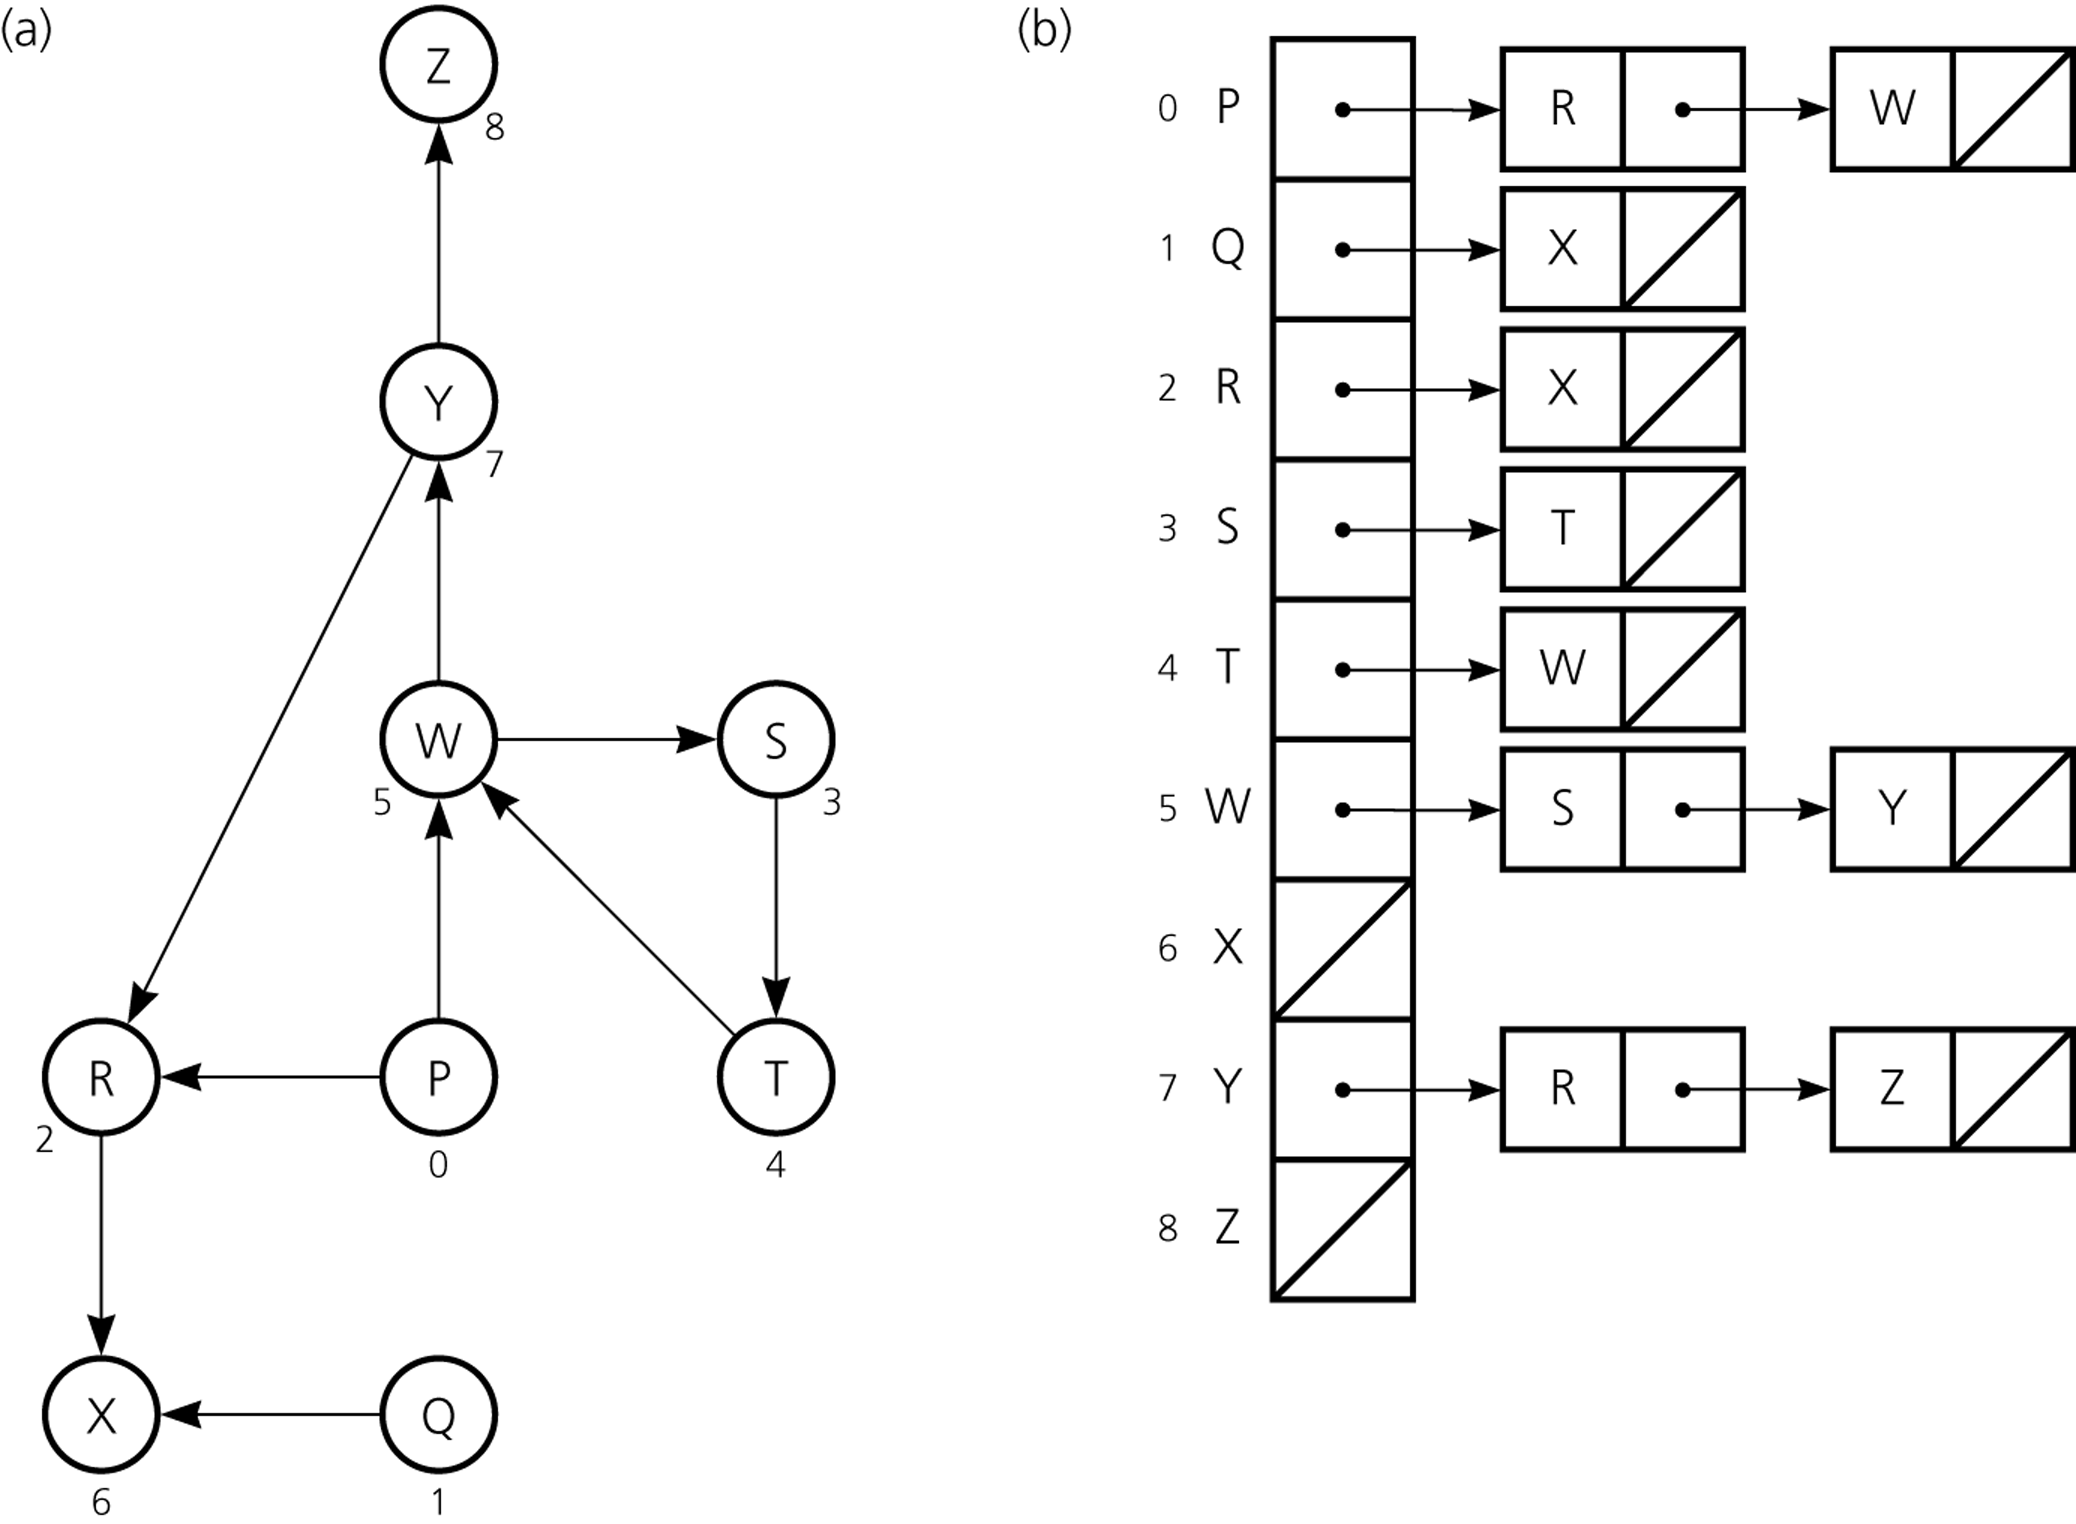 (a)
Z
8
Y
7
W
5
S
3
R
2
P
0
T
4
X
6
Q
1
(b)
0 P R W
1 Q X
2 R X
3 S T
4 T W
5 W S Y
6 X
7 Y R Z
8 Z